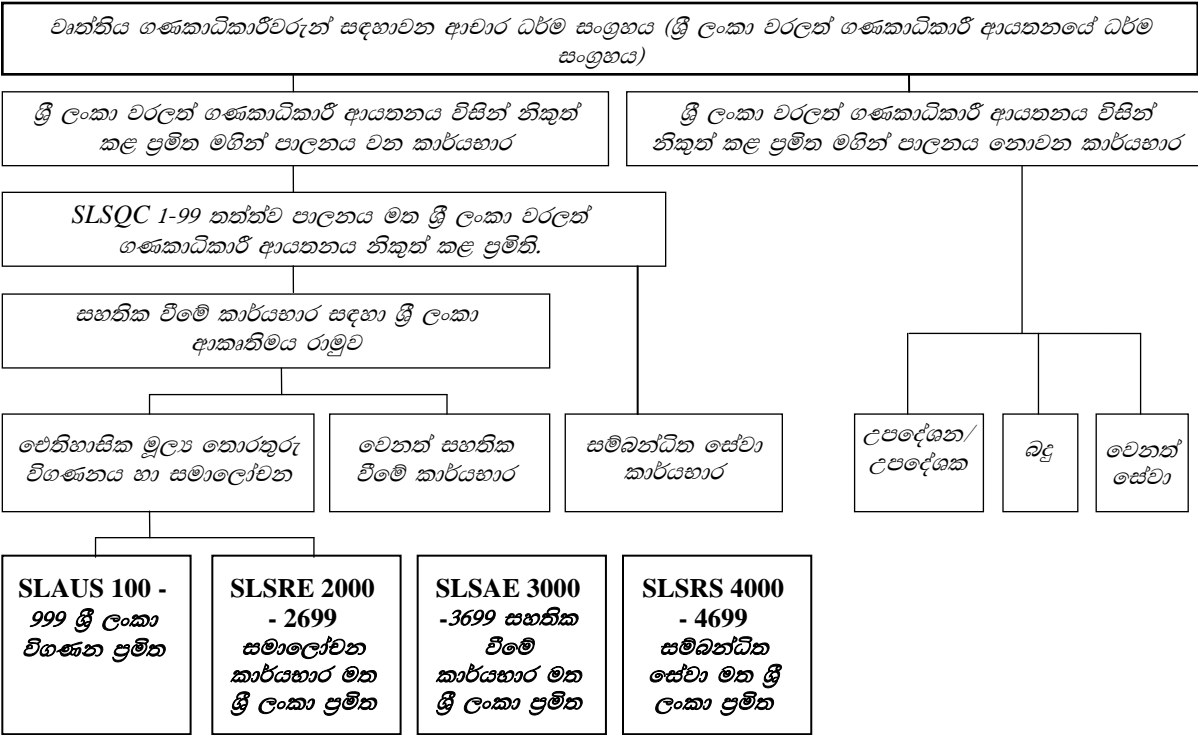 වෘත්තිය ගණකාධිකාරීවරුන් සඳහාවන ආචාර ධර්ම සංග්‍රහය (ශ්‍රී ලංකා වරලත් ගණකාධිකාරී ආයතනයේ ධර්ම
සංග්‍රහය)
ශ්‍රී ලංකා වරලත් ගණකාධිකාරී ආයතනය විසින් නිකුත්
කළ ප්‍රමිත මගින් පාලනය වන කාර්යභාර
ශ්‍රී ලංකා වරලත් ගණකාධිකාරී ආයතනය විසින්
නිකුත් කළ ප්‍රමිත මගින් පාලනය නොවන කාර්යභාර
SLSQC 1-99 තත්ත්ව පාලනය මත ශ්‍රී ලංකා වරලත්
ගණකාධිකාරී ආයතනය නිකුත් කළ ප්‍රමිති.
සහතික වීමේ කාර්යභාර සඳහා ශ්‍රී ලංකා
ආකෘතිමය රාමුව
ඓතිහාසික මූල්‍ය තොරතුරු
විගණනය හා සමාලෝචන
වෙනත් සහතික
වීමේ කාර්යභාර
සම්බන්ධිත සේවා
කාර්යභාර
උපදේශන/
උපදේශක
බදු
වෙනත්
සේවා
SLAUS 100 -
999 ශ්‍රී ලංකා
විගණන ප්‍රමිත
SLSRE 2000
- 2699
සමාලෝචන
කාර්යභාර මත
ශ්‍රී ලංකා ප්‍රමිත
SLSAE 3000
-3699 සහතික
වීමේ
කාර්යභාර මත
ශ්‍රී ලංකා ප්‍රමිත
SLSRS 4000
- 4699
සම්බන්ධිත
සේවා මත ශ්‍රී
ලංකා ප්‍රමිත